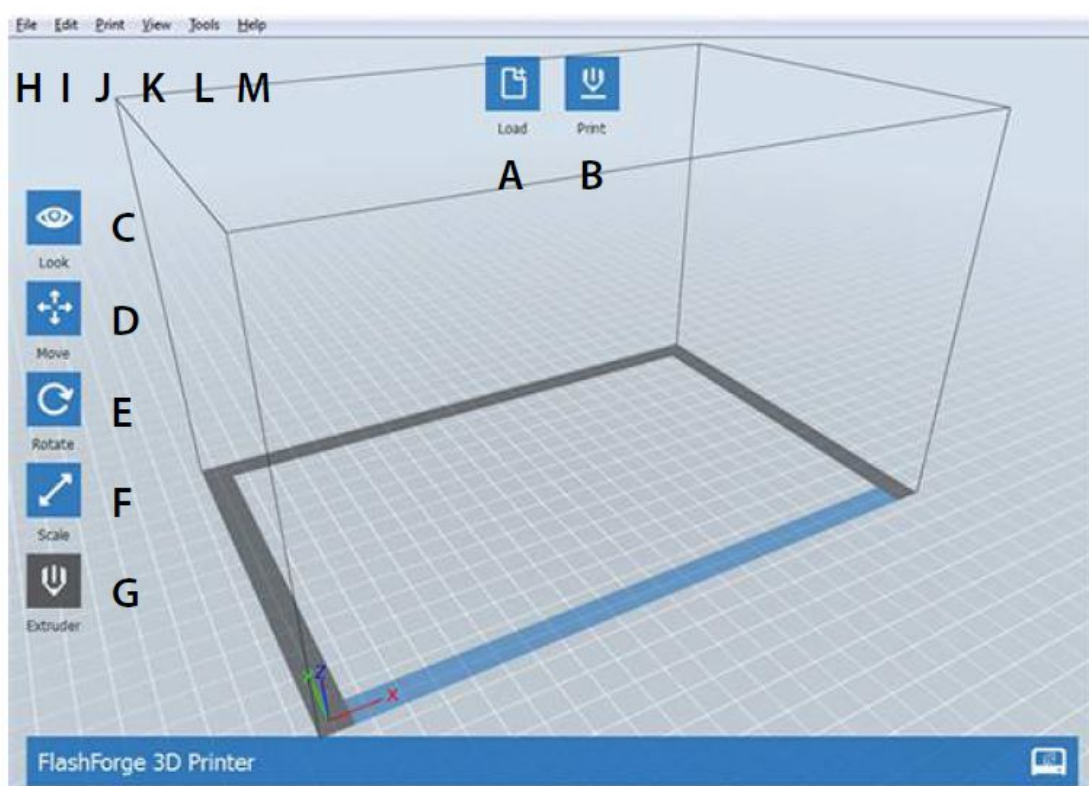 File Edit Print View Tools Help
H I J K L M
Load Print
A B
C
Look
D
Move
E
Rotate
F
Scale
G
Extruder
Z
X
FlashForge 3D Printer